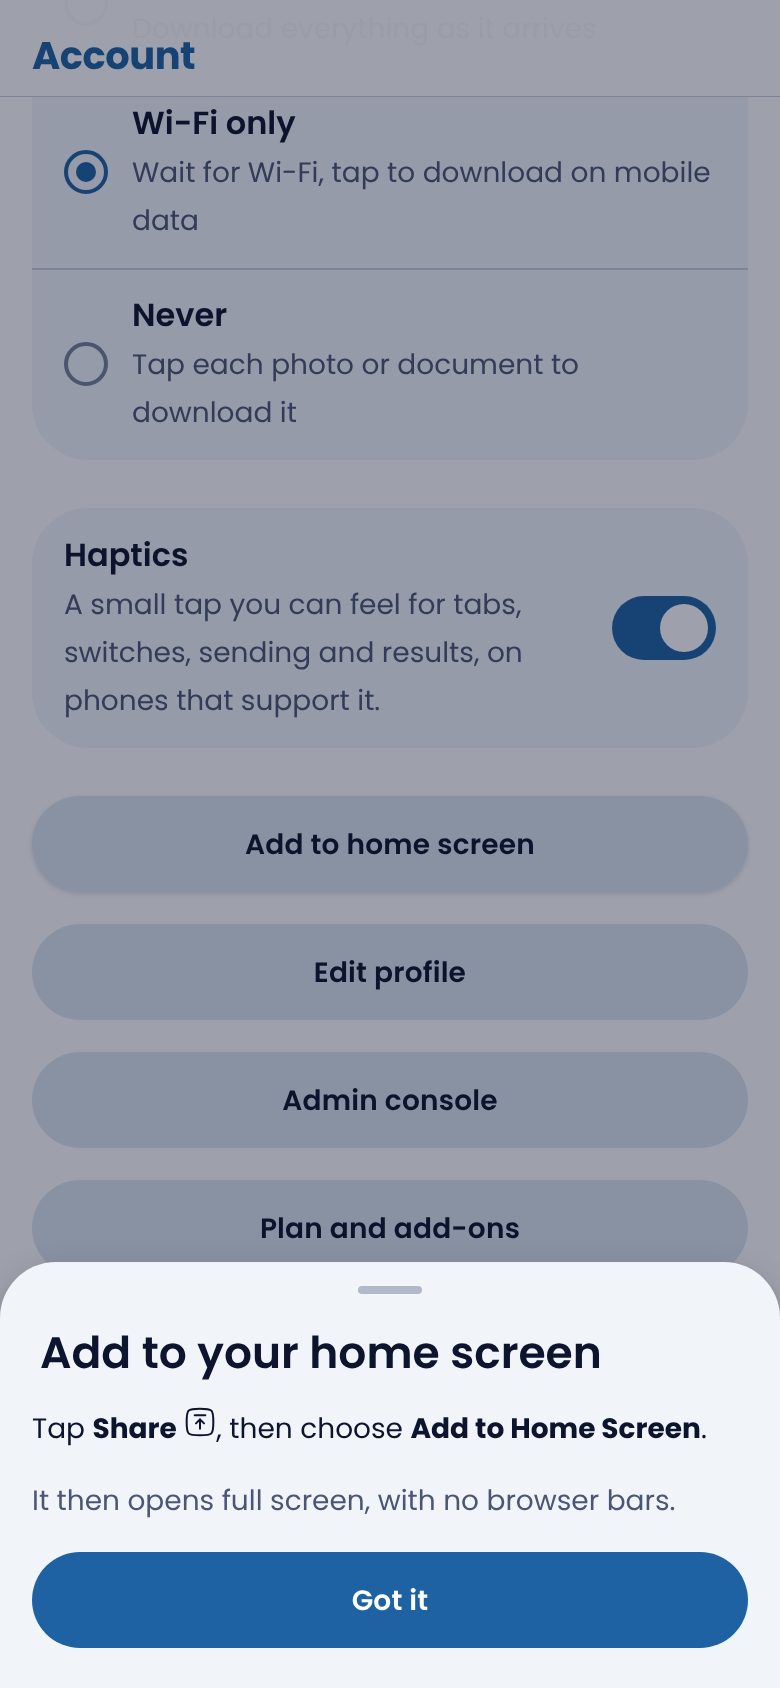 Download everything as it arrives
Account
Wi-Fi only
Wait for Wi-Fi, tap to download on mobile
data
Never
Tap each photo or document to
download it
Haptics
A small tap you can feel for tabs,
switches, sending and results, on
phones that support it.
Add to home screen
Edit profile
Admin console
Plan and add-ons
Add to your home screen
Tap Share , then choose Add to Home Screen.
It then opens full screen, with no browser bars.
Got it